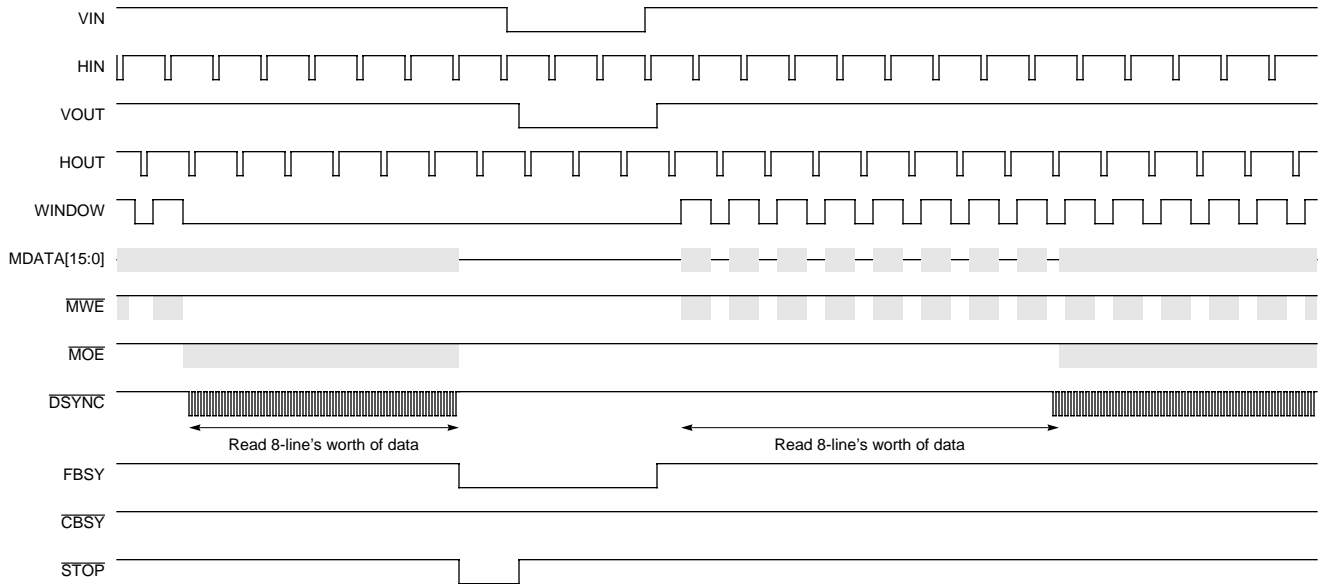 VIN
HIN
VOUT
HOUT
WINDOW
MDATA[15:0]
MWE
MOE
DSYNC
Read 8-line's worth of data Read 8-line's worth of data
FBSY
CBSY
STOP